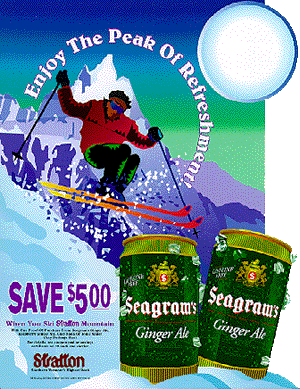 Enjoy The Peak Of Refreshment!
SAVE $5.00
When You Ski Stratton Mountain
Stratton
Seagram's
Ginger Ale
Seagram's
Ginger Ale